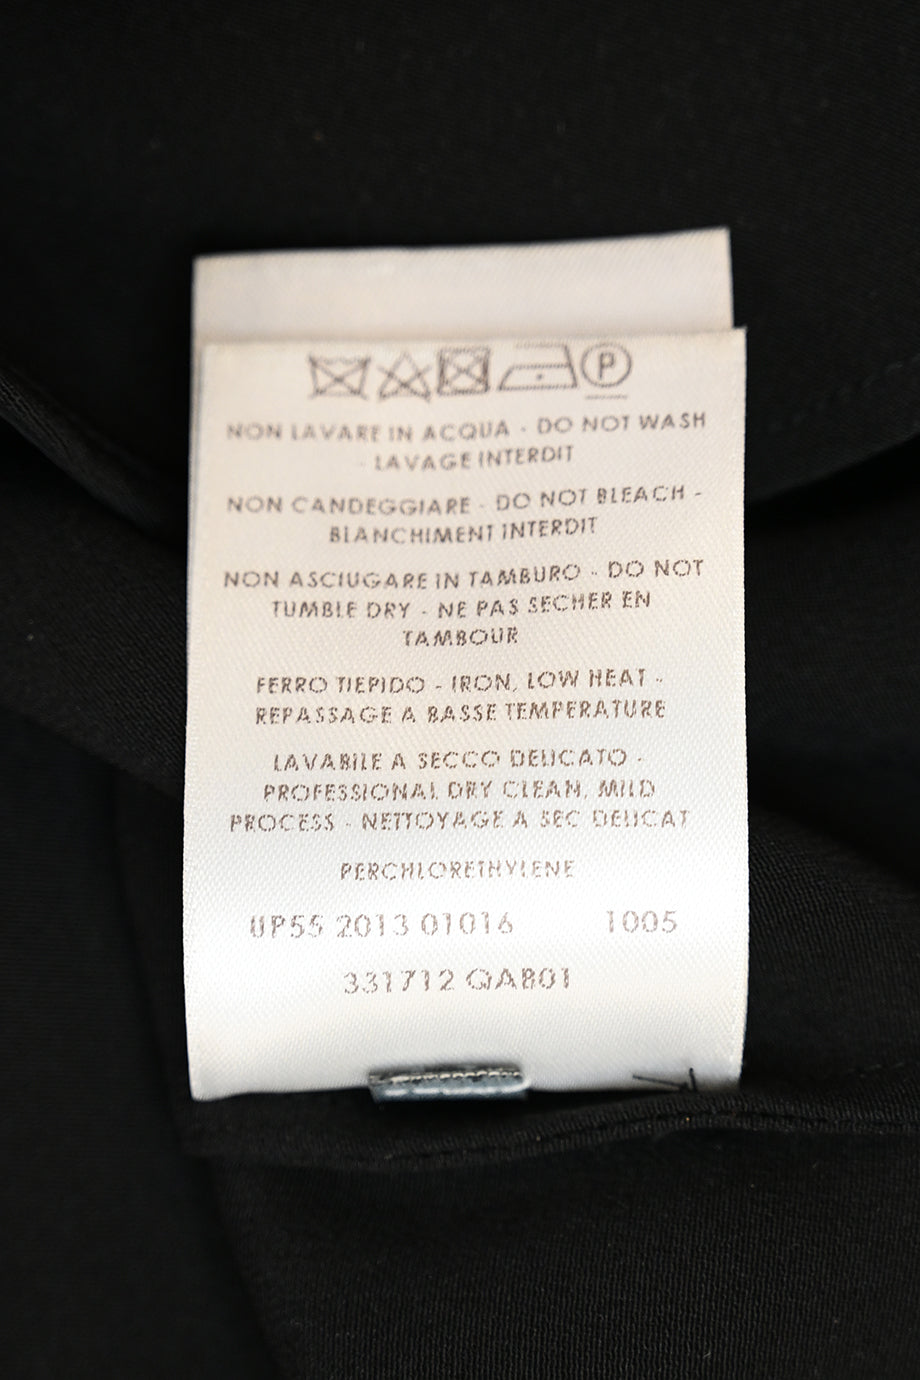 P
NON LAVARE IN ACQUA - DO NOT WASH
- LAVAGE INTERDIT
NON CANDEGGIARE - DO NOT BLEACH -
BLANCHIMENT INTERDIT
NON ASCIUGARE IN TAMBURO - DO NOT
TUMBLE DRY - NE PAS SECHER EN
TAMBOUR
FERRO TIEPIDO - IRON, LOW HEAT -
REPASSAGE A BASSE TEMPERATURE
LAVABILE A SECCO DELICATO -
PROFESSIONAL DRY CLEAN, MILD
PROCESS - NETTOYAGE A SEC DELICAT
PERCHLORETHYLENE
UP55 2013 01016 1005
331712 QAB01